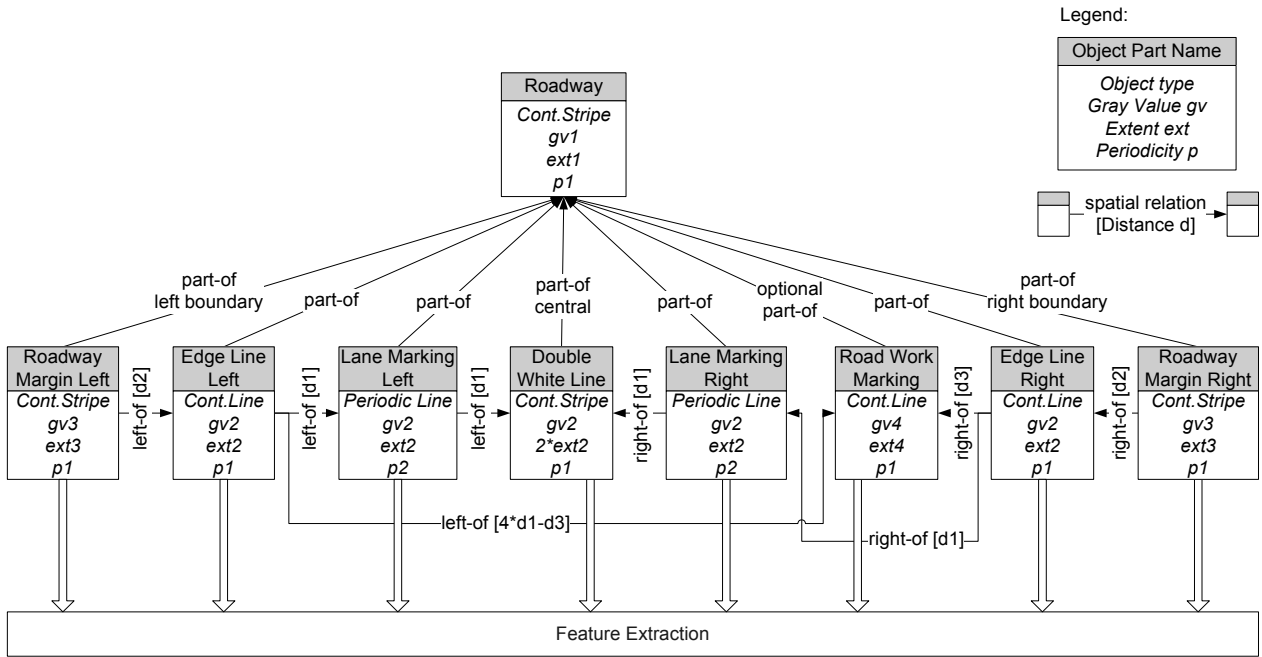 Legend:
Object Part Name
Object type
Gray Value gv
Extent ext
Periodicity p
spatial relation
[Distance d]
Roadway
Cont.Stripe
gv1
ext1
p1
part-of
left boundary
part-of
part-of
part-of
central
part-of
optional
part-of
part-of
part-of
right boundary
Roadway
Margin Left
Cont.Stripe
gv3
ext3
p1
left-of [d2]
Edge Line
Left
Cont.Line
gv2
ext2
p1
left-of [d1]
Lane Marking
Left
Periodic Line
gv2
ext2
p2
left-of [d1]
Double
White Line
Cont.Stripe
gv2
2*ext2
p1
right-of [d1]
Lane Marking
Right
Periodic Line
gv2
ext2
p2
Road Work
Marking
Cont.Line
gv4
ext4
p1
right-of [d3]
Edge Line
Right
Cont.Line
gv2
ext2
p1
right-of [d2]
Roadway
Margin Right
Cont.Stripe
gv3
ext3
p1
left-of [4*d1-d3]
right-of [d1]
Feature Extraction